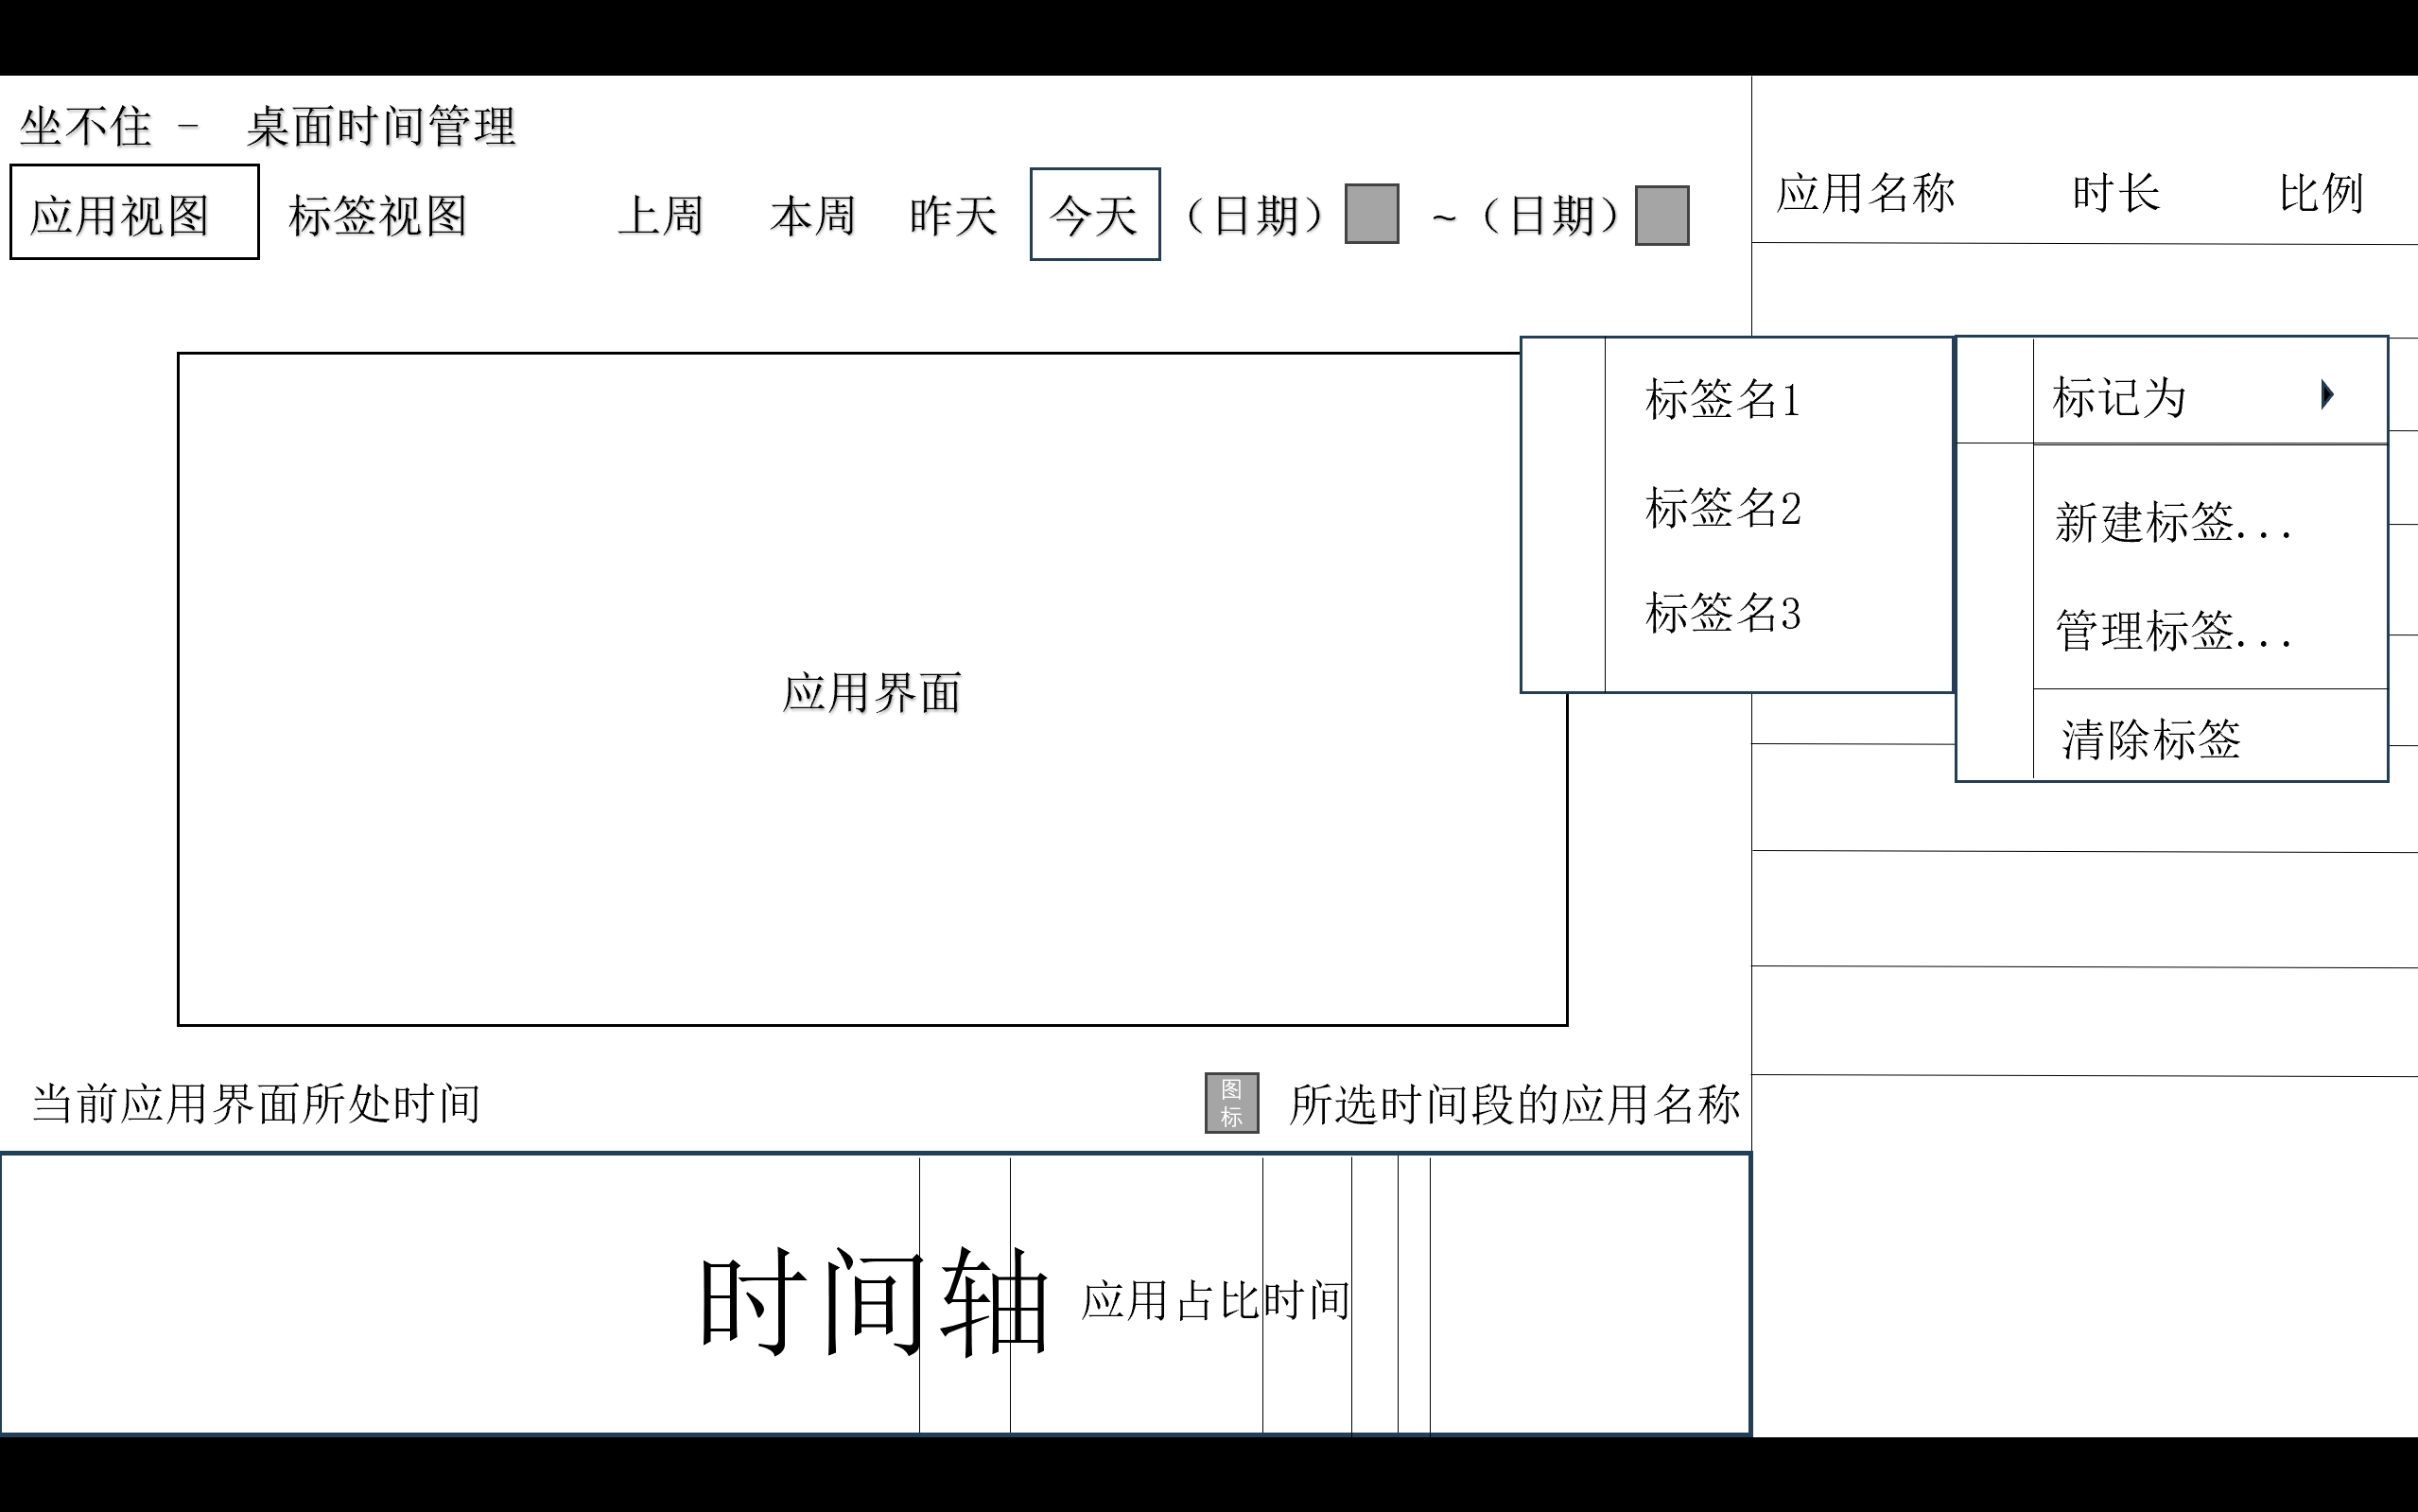 坐不住 - 桌面时间管理
应用视图 标签视图 上周 本周 昨天 今天 (日期) ~ (日期)
应用名称 时长 比例
标签名1
标签名2
标签名3
标记为
新建标签...
管理标签...
清除标签
应用界面
当前应用界面所处时间
图标
所选时间段的应用名称
时间轴
应用占比时间